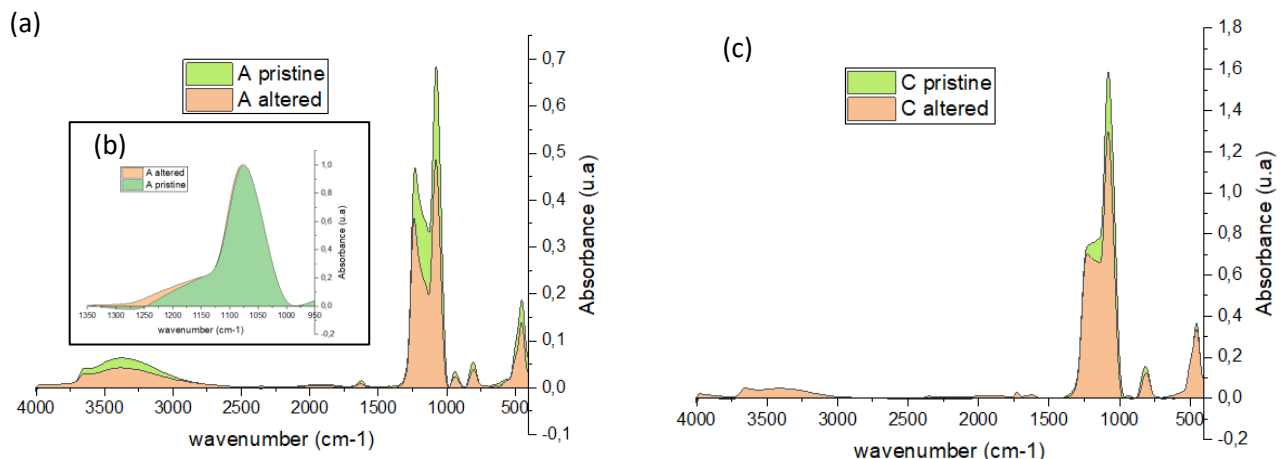 (a)
A pristine
A altered
0,7
0,6
0,5
0,4
0,3
0,2
0,1
0,0
-0,1
Absorbance (u.a)
4000 3500 3000 2500 2000 1500 1000 500
wavenumber (cm-1)
(b)
A altered
A pristine
1,0
0,8
0,6
0,4
0,2
0,0
-0,2
Absorbance (u.a)
1350 1300 1250 1200 1150 1100 1050 1000 950
wavenumber (cm-1)
(c)
C pristine
C altered
1,8
1,6
1,4
1,2
1,0
0,8
0,6
0,4
0,2
0,0
-0,2
Absorbance (u.a)
4000 3500 3000 2500 2000 1500 1000 500
wavenumber (cm-1)